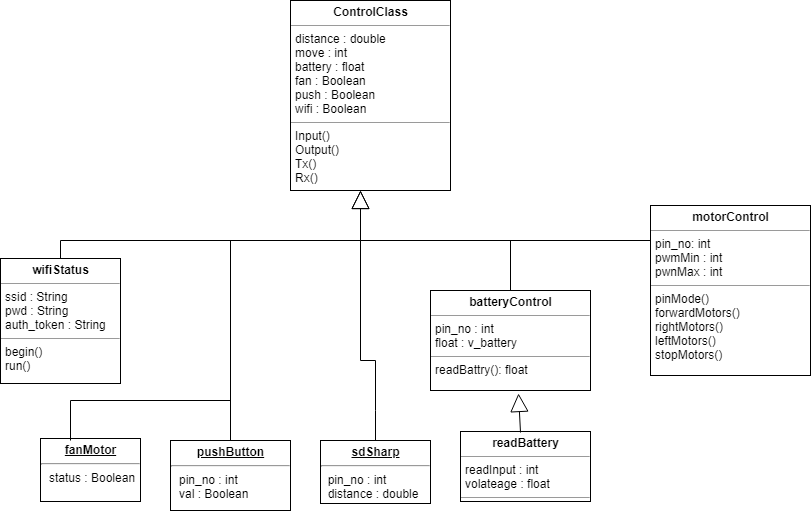 ControlClass
distance : double
move : int
battery : float
fan : Boolean
push : Boolean
wifi : Boolean
Input()
Output()
Tx()
Rx()
motorControl
pin_no: int
pwmMin : int
pwnMax : int
pinMode()
forwardMotors()
rightMotors()
leftMotors()
stopMotors()
wifiStatus
ssid : String
pwd : String
auth_token : String
begin()
run()
batteryControl
pin_no : int
float : v_battery
readBattry(): float
fanMotor
status : Boolean
pushButton
pin_no : int
val : Boolean
sdSharp
pin_no : int
distance : double
readBattery
readInput : int
volateage : float